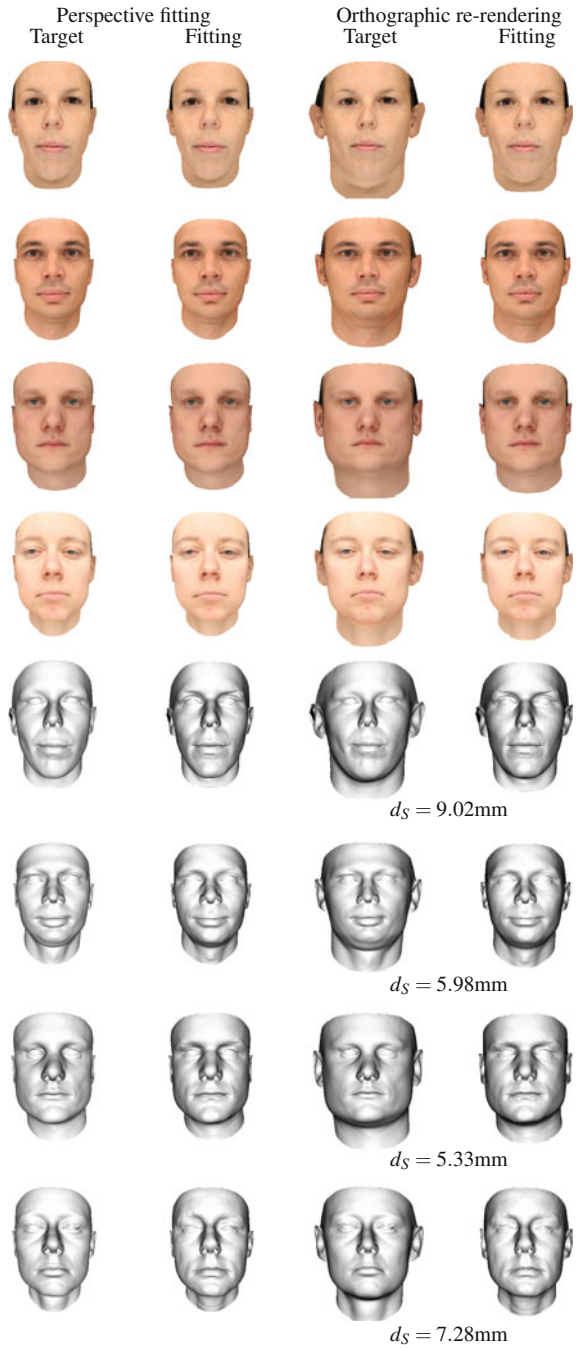 Perspective fitting Orthographic re-rendering
Target Fitting Target Fitting
d_S = 9.02mm
d_S = 5.98mm
d_S = 5.33mm
d_S = 7.28mm